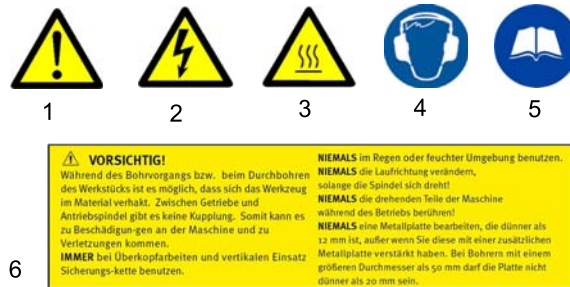 1 2 3 4 5
VORSICHTIG!
Während des Bohrvorgangs bzw. beim Durchbohren
des Werkstücks ist es möglich, dass sich das Werkzeug
im Material verhakt. Zwischen Getriebe und
Antriebspindel gibt es keine Kupplung. Somit kann es
zu Beschädigun-gen an der Maschine und zu
Verletzungen kommen.
IMMER bei Überkopfarbeiten und vertikalen Einsatz
Sicherungs-kette benutzen.
NIEMALS im Regen oder feuchter Umgebung benutzen.
NIEMALS die Laufrichtung verändern,
solange die Spindel sich dreht!
NIEMALS die drehenden Teile der Maschine
während des Betriebs berühren!
NIEMALS eine Metallplatte bearbeiten, die dünner als
12 mm ist, außer wenn Sie diese mit einer zusätzlichen
Metallplatte verstärkt haben. Bei Bohrern mit einem
größeren Durchmesser als 50 mm darf die Platte nicht
dünner als 20 mm sein.
6